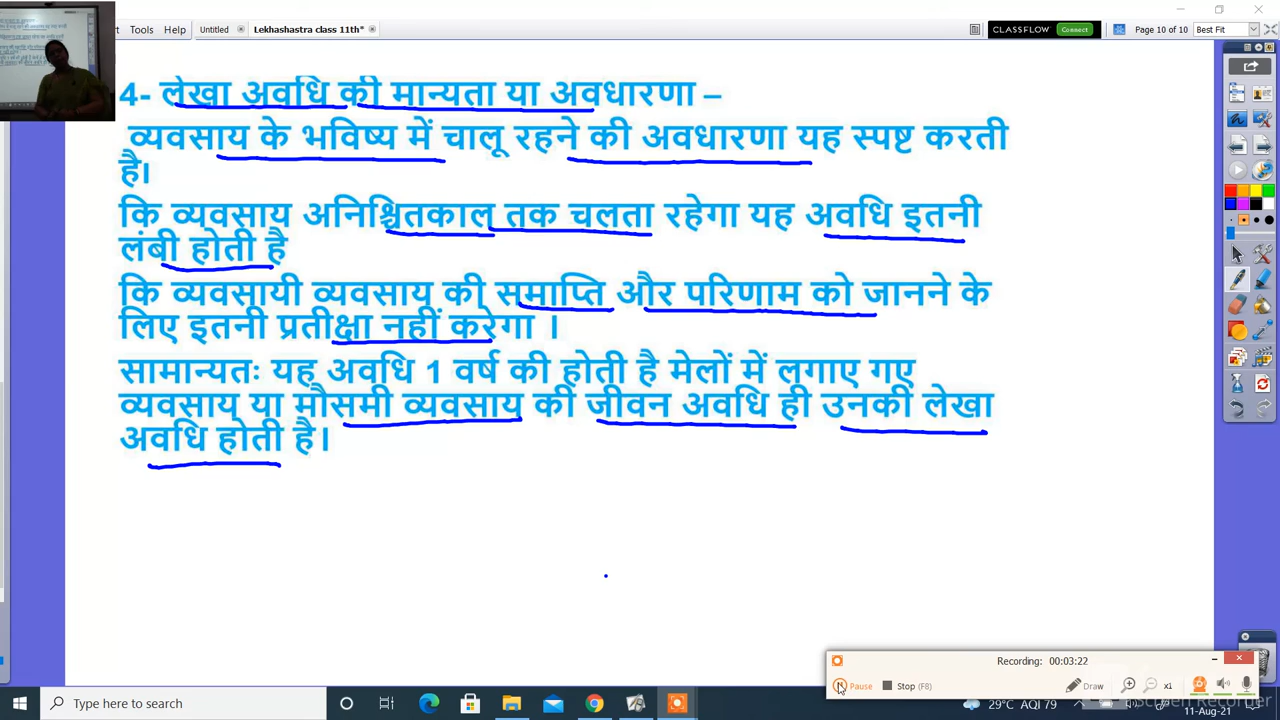 Tools Help
Untitled
Lekhashastra class 11th*
CLASSFLOW Connect
Page 10 of 10
Best Fit
4- लेखा अवधि की मान्यता या अवधारणा –
व्यवसाय के भविष्य में चालू रहने की अवधारणा यह स्पष्ट करती
है।
कि व्यवसाय अनिश्चितकाल तक चलता रहेगा यह अवधि इतनी
लंबी होती है
कि व्यवसायी व्यवसाय की समाप्ति और परिणाम को जानने के
लिए इतनी प्रतीक्षा नहीं करेगा ।
सामान्यतः यह अवधि 1 वर्ष की होती है मेलों में लगाए गए
व्यवसाय या मौसमी व्यवसाय की जीवन अवधि ही उनकी लेखा
अवधि होती है।
Recording: 00:03:22
Pause
Stop (F8)
Draw
x1
Screen Recorder
Type here to search
29°C AQI 79
11-Aug-21